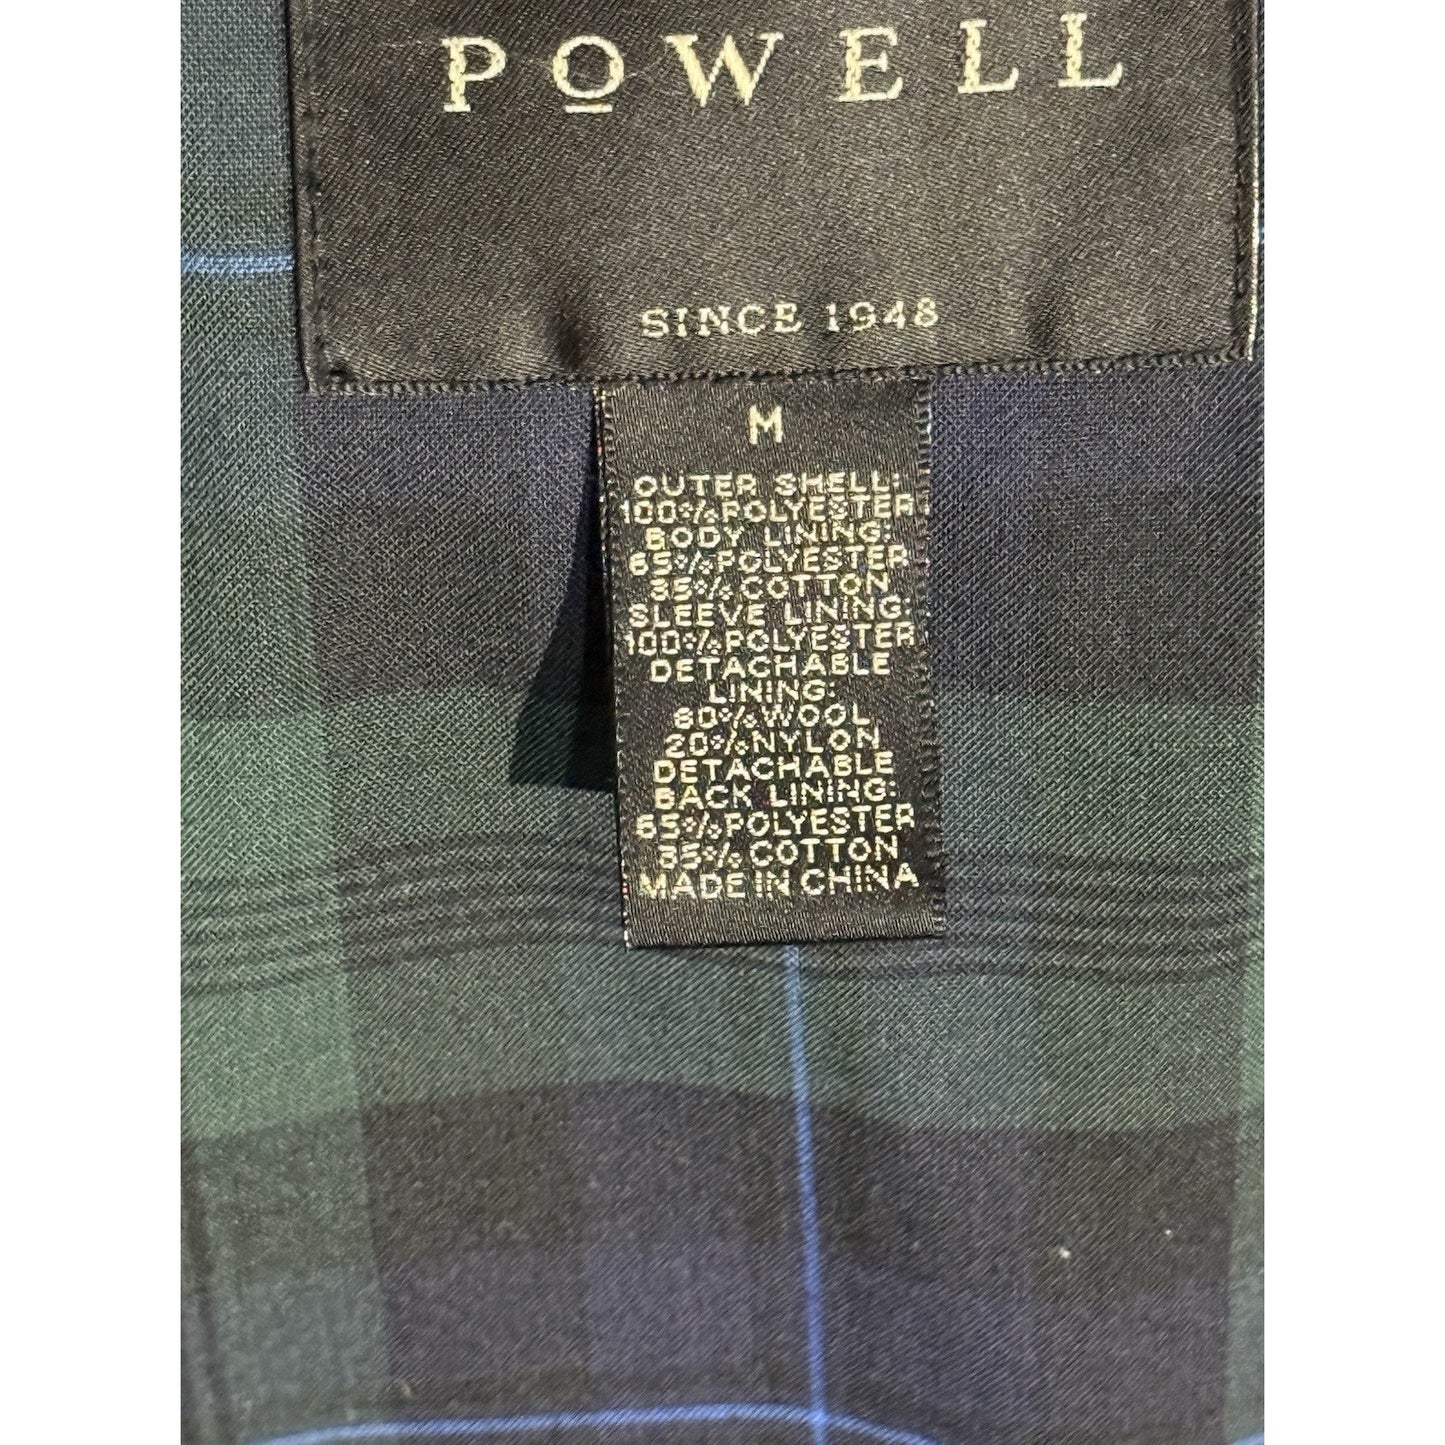 POWELL
SINCE 1948
M
OUTER SHELL:
100% POLYESTER
BODY LINING:
65% POLYESTER
35% COTTON
SLEEVE LINING:
100% POLYESTER
DETACHABLE
LINING:
80% WOOL
20% NYLON
DETACHABLE
BACK LINING:
65% POLYESTER
35% COTTON
MADE IN CHINA